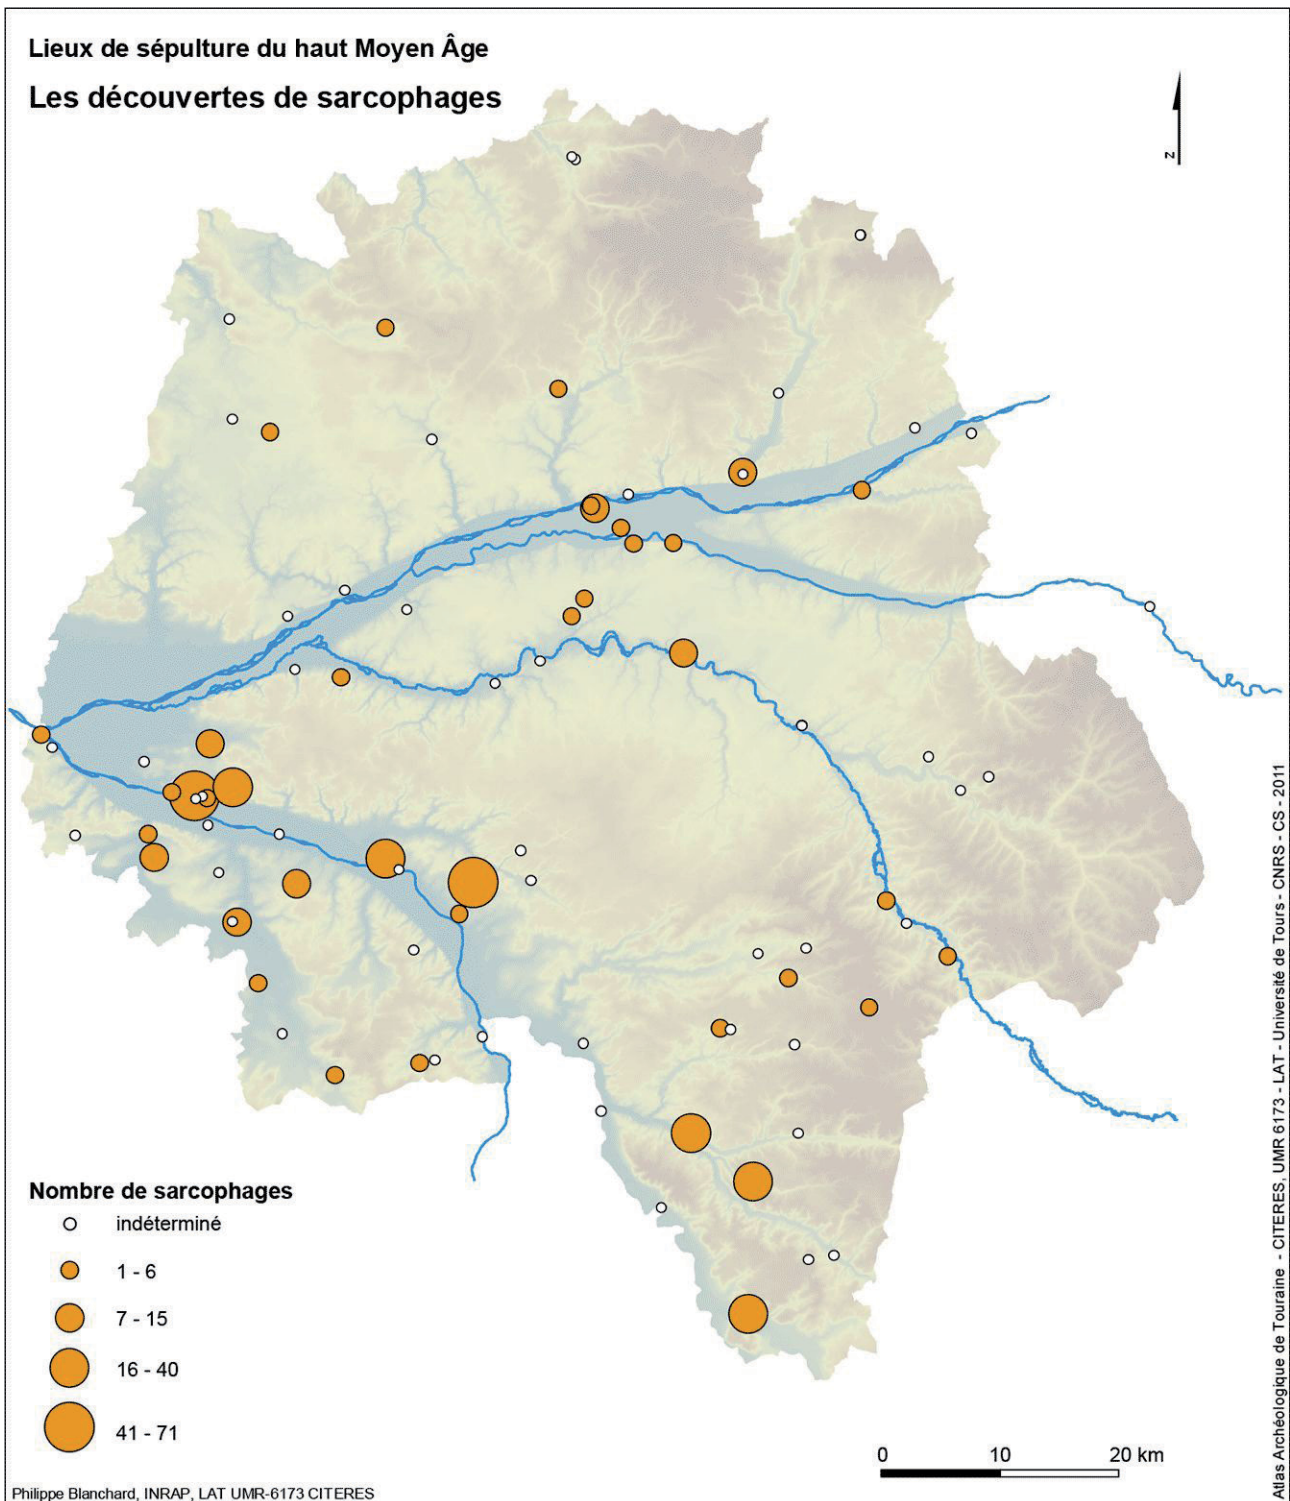 Lieux de sépulture du haut Moyen Âge
Les découvertes de sarcophages
z
Nombre de sarcophages
indéterminé
1 - 6
7 - 15
16 - 40
41 - 71
0 10 20 km
Philippe Blanchard, INRAP, LAT UMR-6173 CITERES
Atlas Archéologique de Touraine - CITERES, UMR 6173 - LAT - Université de Tours - CNRS - CS - 2011